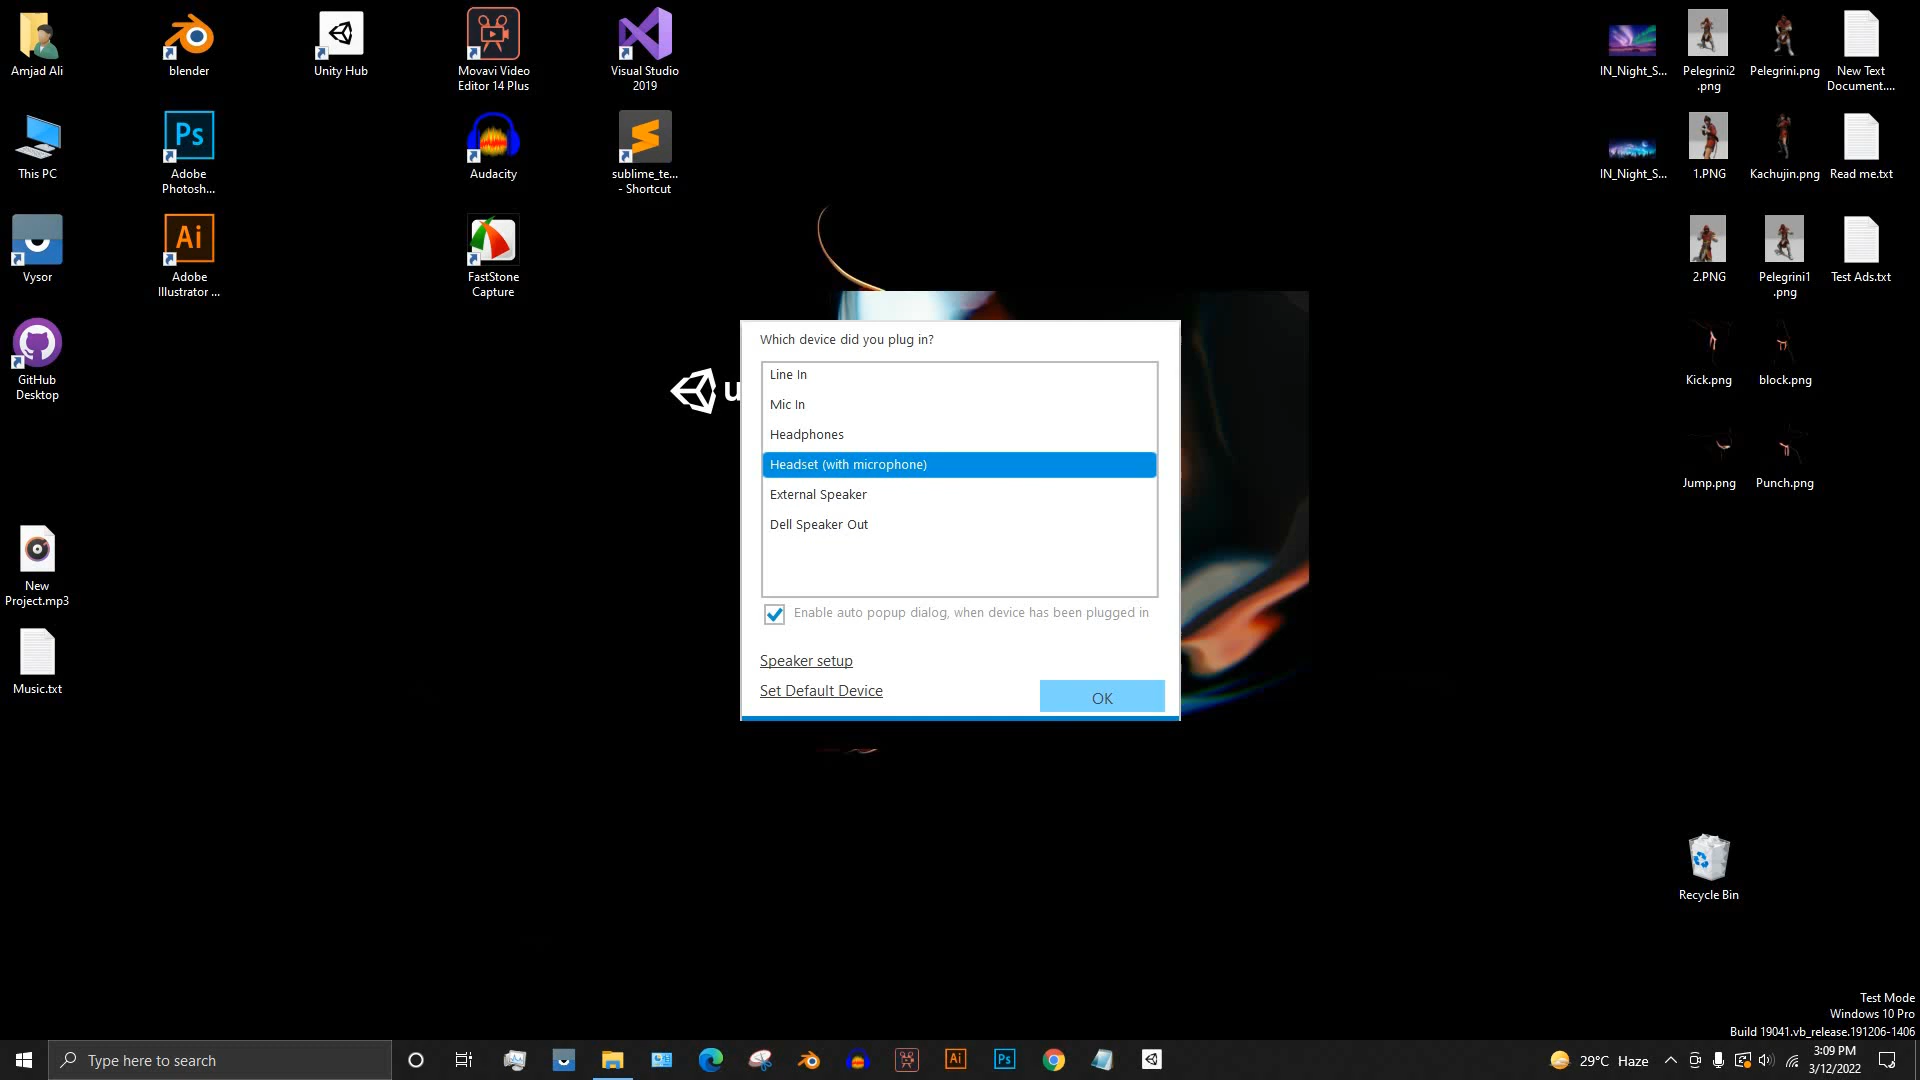 Amjad Ali
blender
Unity Hub
Movavi Video
Editor 14 Plus
Visual Studio
2019
IN_Night_S...
Pelegrini2
.png
Pelegrini.png
New Text
Document....
This PC
Ps
Adobe
Photosh...
Audacity
sublime_te...
- Shortcut
IN_Night_S...
1.PNG
Kachujin.png
Read me.txt
Vysor
Ai
Adobe
Illustrator ...
FastStone
Capture
2.PNG
Pelegrini1
.png
Test Ads.txt
GitHub
Desktop
Kick.png
block.png
u
Jump.png
Punch.png
Which device did you plug in?
Line In
Mic In
Headphones
Headset (with microphone)
External Speaker
Dell Speaker Out
Enable auto popup dialog, when device has been plugged in
Speaker setup
Set Default Device
OK
New
Project.mp3
Music.txt
Recycle Bin
Test Mode
Windows 10 Pro
Build 19041.vb_release.191206-1406
Type here to search
Ai
Ps
29°C Haze
3:09 PM
3/12/2022